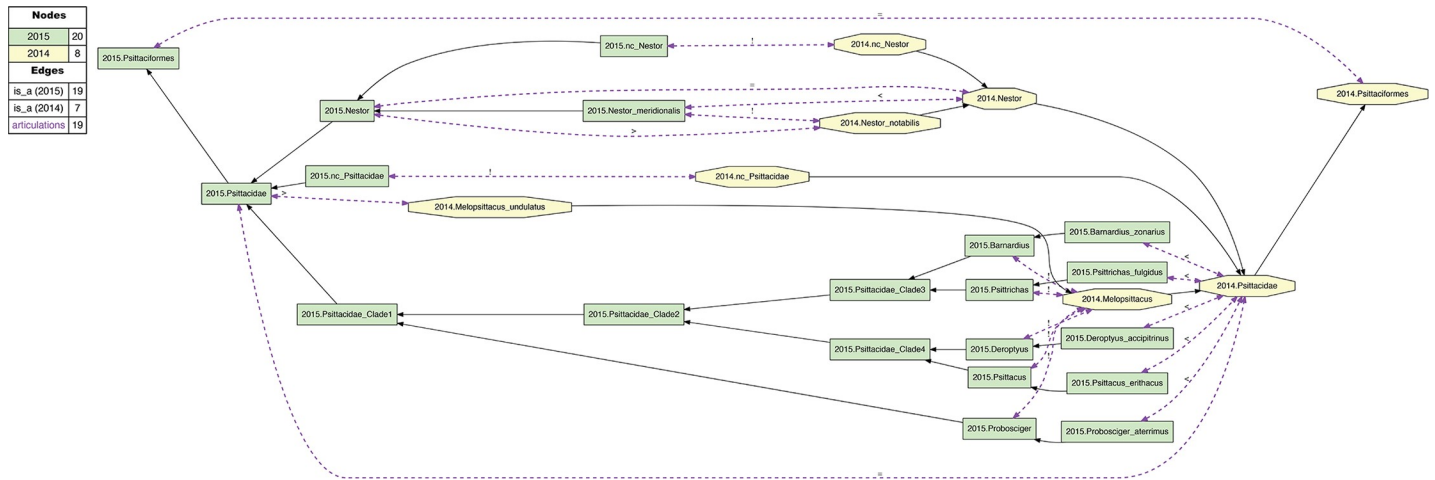 Nodes
2015 20
2014 8
Edges
is_a (2015) 19
is_a (2014) 7
articulations 19
=
2015.Psittaciformes
2015.nc_Nestor
!
2014.nc_Nestor
2014.Psittaciformes
=
<
2014.Nestor
2015.Nestor
2015.Nestor_meridionalis
!
2014.Nestor_notabilis
>
2015.nc_Psittacidae
!
2014.nc_Psittacidae
2015.Psittacidae
>
2014.Melopsittacus_undulatus
2015.Barnardius_zonarius
2015.Barnardius
<
2015.Psittrichas_fulgidus
<
2015.Psittacidae_Clade3
2015.Psittrichas
!
2014.Melopsittacus
2014.Psittacidae
2015.Psittacidae_Clade1
2015.Psittacidae_Clade2
<
!
2015.Deroptyus_accipitrinus
2015.Psittacidae_Clade4
2015.Deroptyus
<
2015.Psittacus
2015.Psittacus_erithacus
<
2015.Probosciger
2015.Probosciger_aterrimus
=